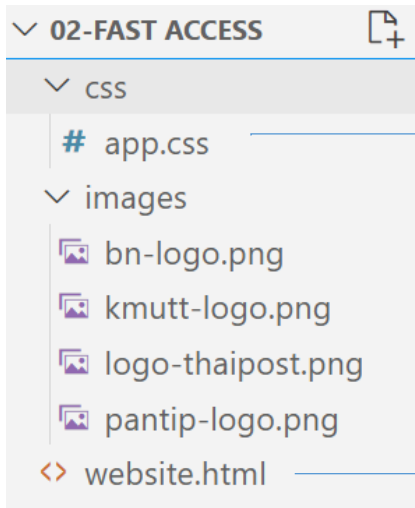 02-FAST ACCESS
css
# app.css
images
bn-logo.png
kmutt-logo.png
logo-thaipost.png
pantip-logo.png
<> website.html